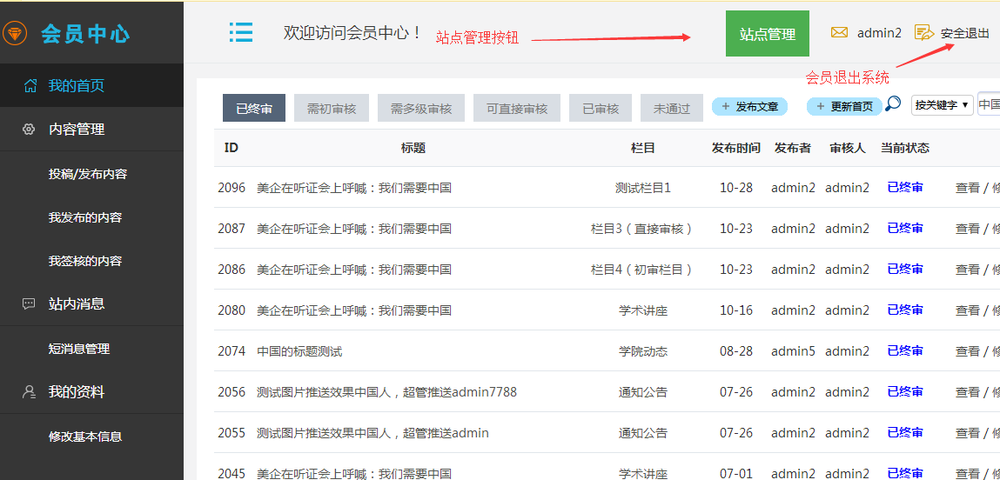 会员中心
欢迎访问会员中心！
站点管理按钮
站点管理
admin2
安全退出
会员退出系统
我的首页
内容管理
投稿/发布内容
我发布的内容
我签核的内容
站内消息
短消息管理
我的资料
修改基本信息
已终审 需初审核 需多级审核 可直接审核 已审核 未通过 + 发布文章 + 更新首页 按关键字 中国
ID 标题 栏目 发布时间 发布者 审核人 当前状态
2096 美企在听证会上呼喊：我们需要中国 测试栏目1 10-28 admin2 admin2 已终审 查看 /
2087 美企在听证会上呼喊：我们需要中国 栏目3（直接审核） 10-23 admin2 admin2 已终审 查看 /
2086 美企在听证会上呼喊：我们需要中国 栏目4（初审栏目） 10-23 admin2 admin2 已终审 查看 /
2080 美企在听证会上呼喊：我们需要中国 学术讲座 10-16 admin2 admin2 已终审 查看 /
2074 中国的标题测试 学院动态 08-28 admin5 admin2 已终审 查看 /
2056 测试图片推送效果中国人，超管推送admin7788 通知公告 07-26 admin2 admin2 已终审 查看 /
2055 测试图片推送效果中国人，超管推送admin 通知公告 07-26 admin2 admin2 已终审 查看 /
2045 美企在听证会上呼喊：我们需要中国 学术讲座 07-01 admin2 admin2 已终审 查看 /